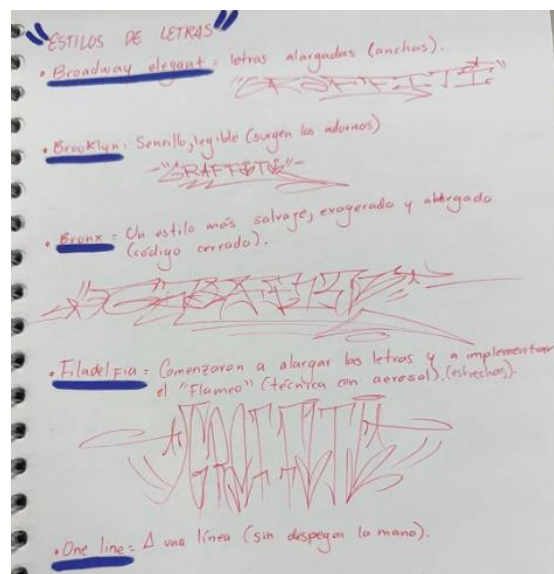 "ESTILOS DE LETRAS"
• Broadway elegant = letras alargadas (anchas).
"GRAFFITI"
• Brooklyn: Sencillo, legible (surgen los adornos)
-"GRAFFITI"-
• Bronx = Un estilo más salvaje, exagerado y alargado
(código cerrado).
• Filadelfia = Comenzaron a alargar las letras y a implementar
el "Flameo" (técnica con aerosol). (estrechas).
• One line = Δ una línea (sin despegar la mano).